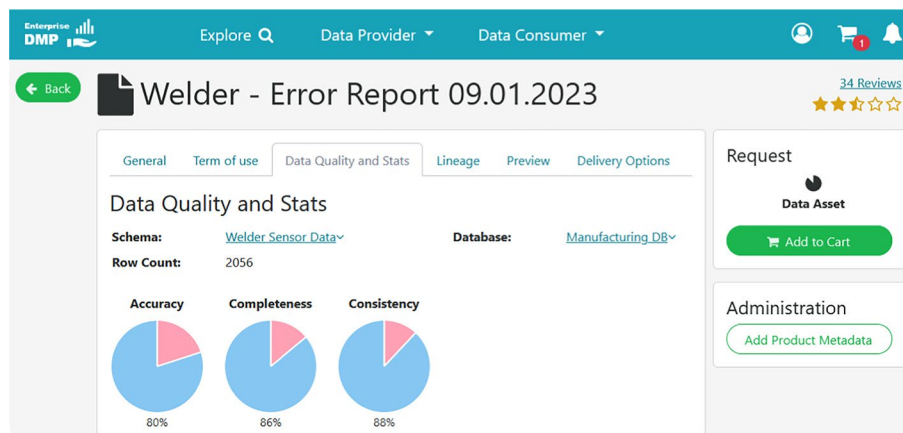 Enterprise
DMP
Explore
Data Provider
Data Consumer
1
Back
Welder - Error Report 09.01.2023
34 Reviews
General Term of use Data Quality and Stats Lineage Preview Delivery Options
Data Quality and Stats
Schema: Welder Sensor Data Database: Manufacturing DB
Row Count: 2056
Accuracy Completeness Consistency
80% 86% 88%
Request
Data Asset
Add to Cart
Administration
Add Product Metadata